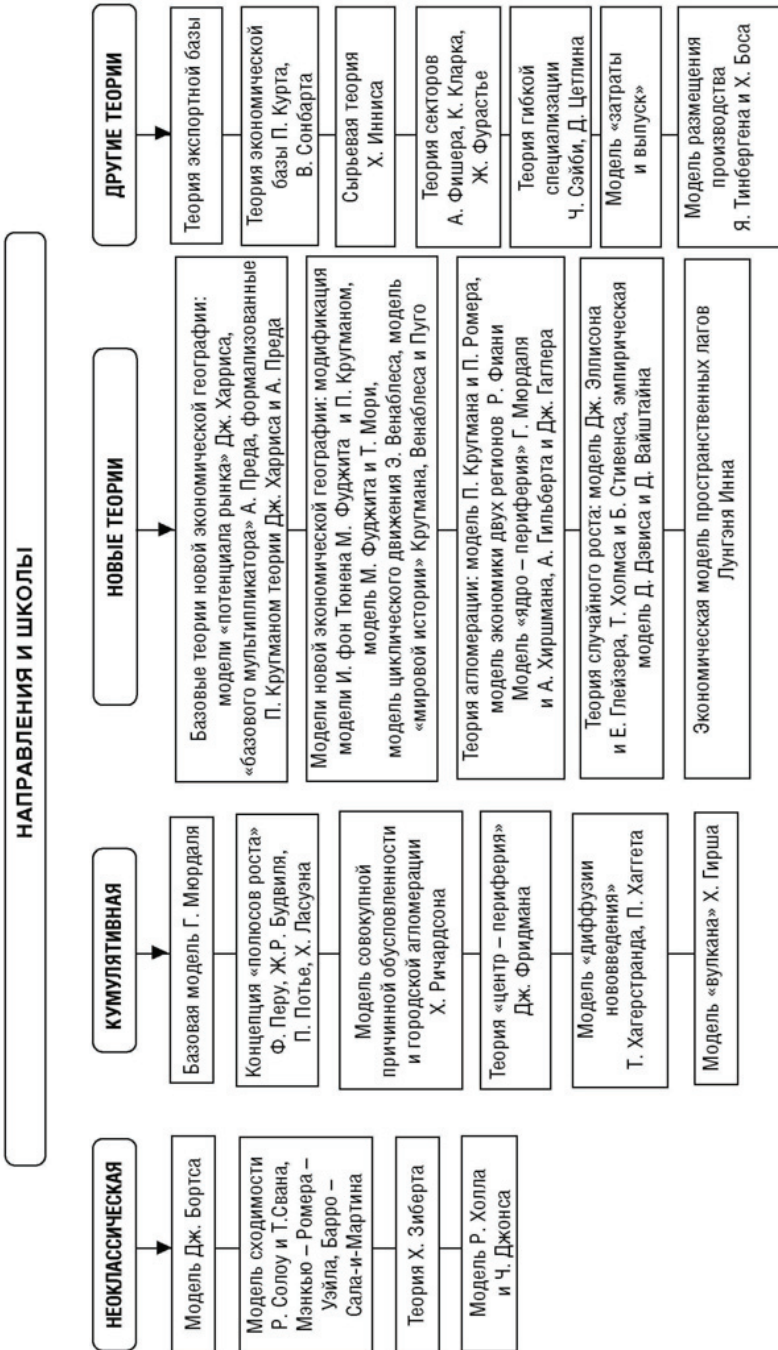 НАПРАВЛЕНИЯ И ШКОЛЫ
НЕОКЛАССИЧЕСКАЯ
Модель Дж. Бортса
Модель сходимости
Р. Солоу и Т.Свана,
Мэнкью – Ромера –
Уэйла, Барро –
Сала-и-Мартина
Теория Х. Зиберта
Модель Р. Холла
и Ч. Джонса
КУМУЛЯТИВНАЯ
Базовая модель Г. Мюрдаля
Концепция «полюсов роста»
Ф. Перу, Ж.Р. Будвиля,
П. Потье, Х. Ласуэна
Модель совокупной
причинной обусловленности
и городской агломерации
Х. Ричардсона
Теория «центр – периферия»
Дж. Фридмана
Модель «диффузии
нововведения»
Т. Хагерстранда, П. Хаггета
Модель «вулкана» Х. Гирша
НОВЫЕ ТЕОРИИ
Базовые теории новой экономической географии:
модели «потенциала рынка» Дж. Харриса,
«базового мультипликатора» А. Преда, формализованные
П. Кругманом теории Дж. Харриса и А. Преда
Модели новой экономической географии: модификация
модели И. фон Тюнена М. Фуджита и П. Кругманом,
модель М. Фуджита и Т. Мори,
модель циклического движения Э. Венаблеса, модель
«мировой истории» Кругмана, Венаблеса и Пуго
Теория агломерации: модель П. Кругмана и П. Ромера,
модель экономики двух регионов Р. Фиани
Модель «ядро – периферия» Г. Мюрдаля
и А. Хиршмана, А. Гильберта и Дж. Гаглера
Теория случайного роста: модель Дж. Эллисона
и Е. Глейзера, Т. Холмса и Б. Стивенса, эмпирическая
модель Д. Дэвиса и Д. Вайштайна
Экономическая модель пространственных лагов
Лунгэня Инна
ДРУГИЕ ТЕОРИИ
Теория экспортной базы
Теория экономической
базы П. Курта,
В. Сонбарта
Сырьевая теория
Х. Инниса
Теория секторов
А. Фишера, К. Кларка,
Ж. Фурастье
Теория гибкой
специализации
Ч. Сэйби, Д. Цетлина
Модель «затраты
и выпуск»
Модель размещения
производства
Я. Тинбергена и Х. Боса